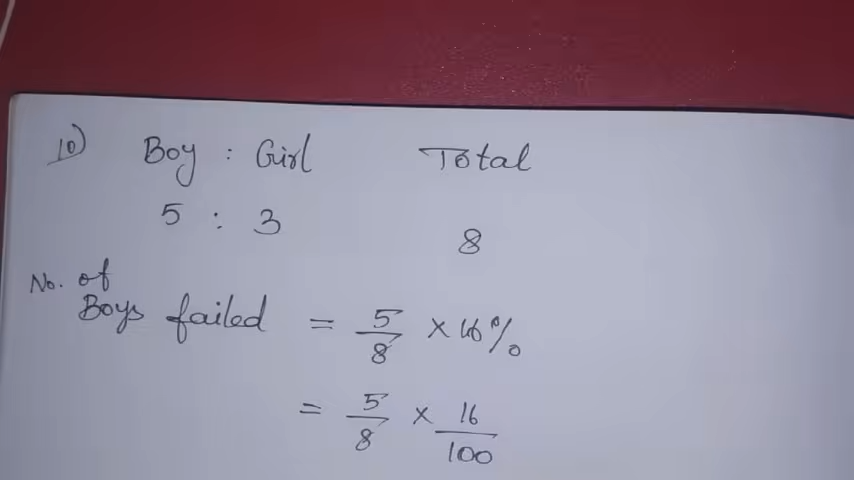 10) Boy : Girl Total
5 : 3 8
No. of
Boys failed = 5/8 × 16%
= 5/8 × 16/100